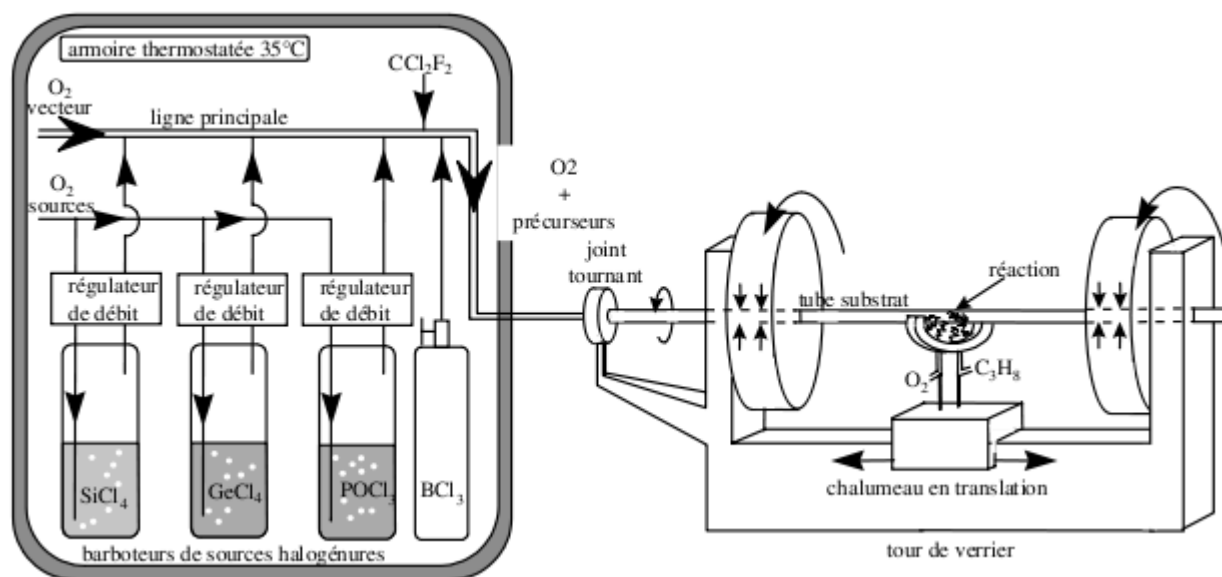 armoire thermostatée 35°C
CCl2F2
O2
vecteur
ligne principale
O2
sources
régulateur
de débit
régulateur
de débit
régulateur
de débit
SiCl4
GeCl4
POCl3
BCl3
barboteurs de sources halogénures
O2
+
précurseurs
joint
tournant
réaction
tube substrat
O2
C3H8
chalumeau en translation
tour de verrier